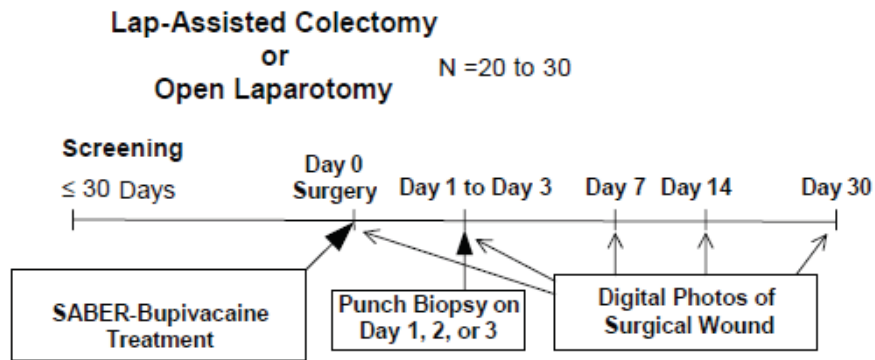 Lap-Assisted Colectomy
or
Open Laparotomy
N =20 to 30
Screening
≤ 30 Days
Day 0
Surgery
Day 1 to Day 3
Day 7
Day 14
Day 30
SABER-Bupivacaine
Treatment
Punch Biopsy on
Day 1, 2, or 3
Digital Photos of
Surgical Wound